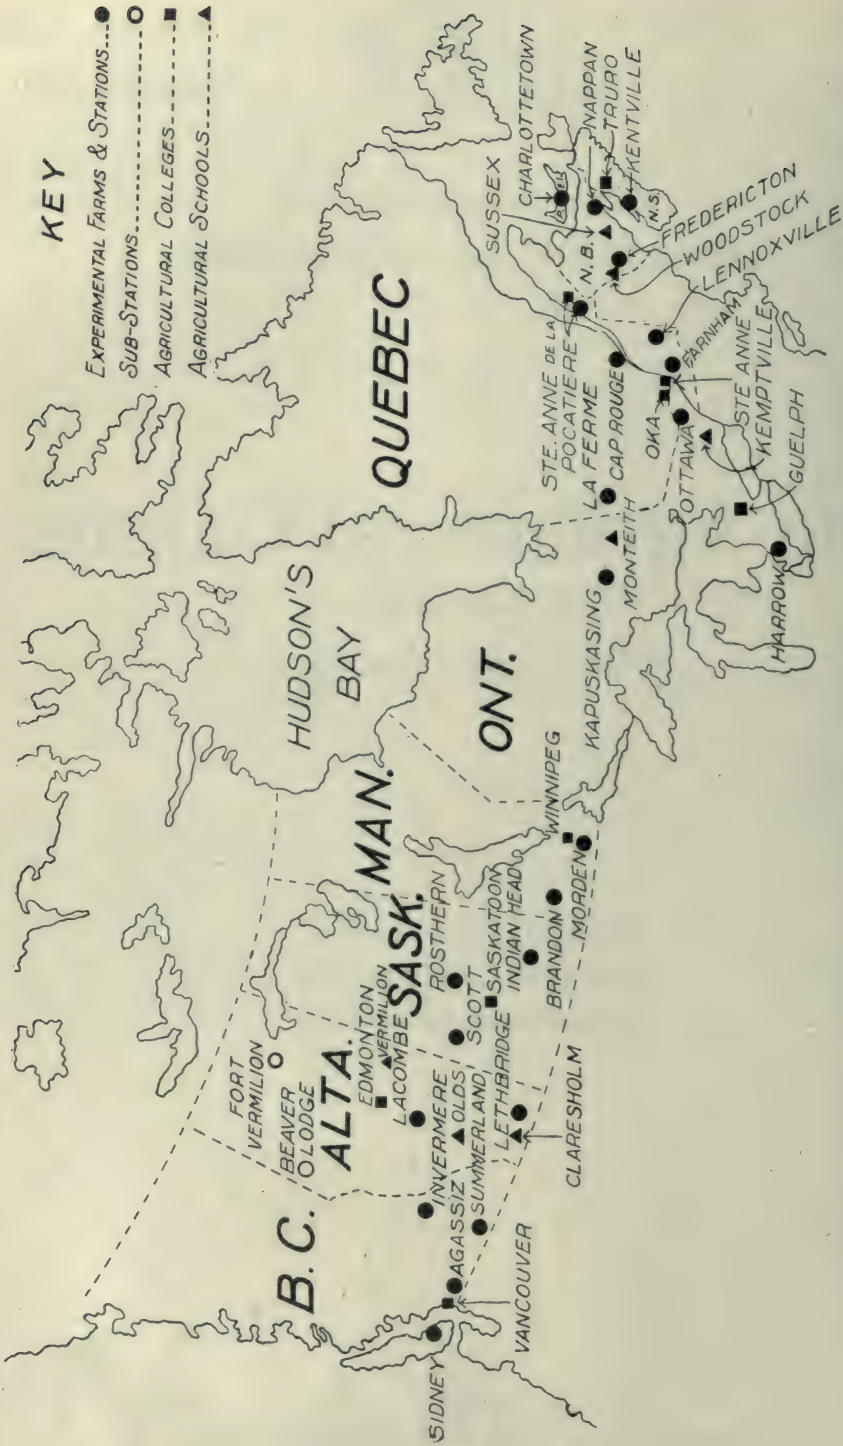 KEY
EXPERIMENTAL FARMS & STATIONS...
SUB-STATIONS...........
AGRICULTURAL COLLEGES......
AGRICULTURAL SCHOOLS........
HUDSON'S
BAY
QUEBEC
ONT.
MAN.
SASK.
ALTA.
B.C.
N.B.
N.S.
P.E.I.
FORT
VERMILION
BEAVER
LODGE
EDMONTON
VERMILION
LACOMBE
INVERMERE
OLDS
AGASSIZ
SUMMERLAND
LETHBRIDGE
CLARESHOLM
SIDNEY
VANCOUVER
ROSTHERN
SCOTT
SASKATOON
INDIAN HEAD
BRANDON
MORDEN
WINNIPEG
KAPUSKASING
MONTEITH
HARROW
GUELPH
KEMPTVILLE
STE ANNE
OTTAWA
OKA
FARNHAM
CAP ROUGE
LA FERME
STE. ANNE DE LA
POCATIERE
LENNOXVILLE
WOODSTOCK
FREDERICTON
SUSSEX
CHARLOTTETOWN
NAPPAN
TRURO
KENTVILLE